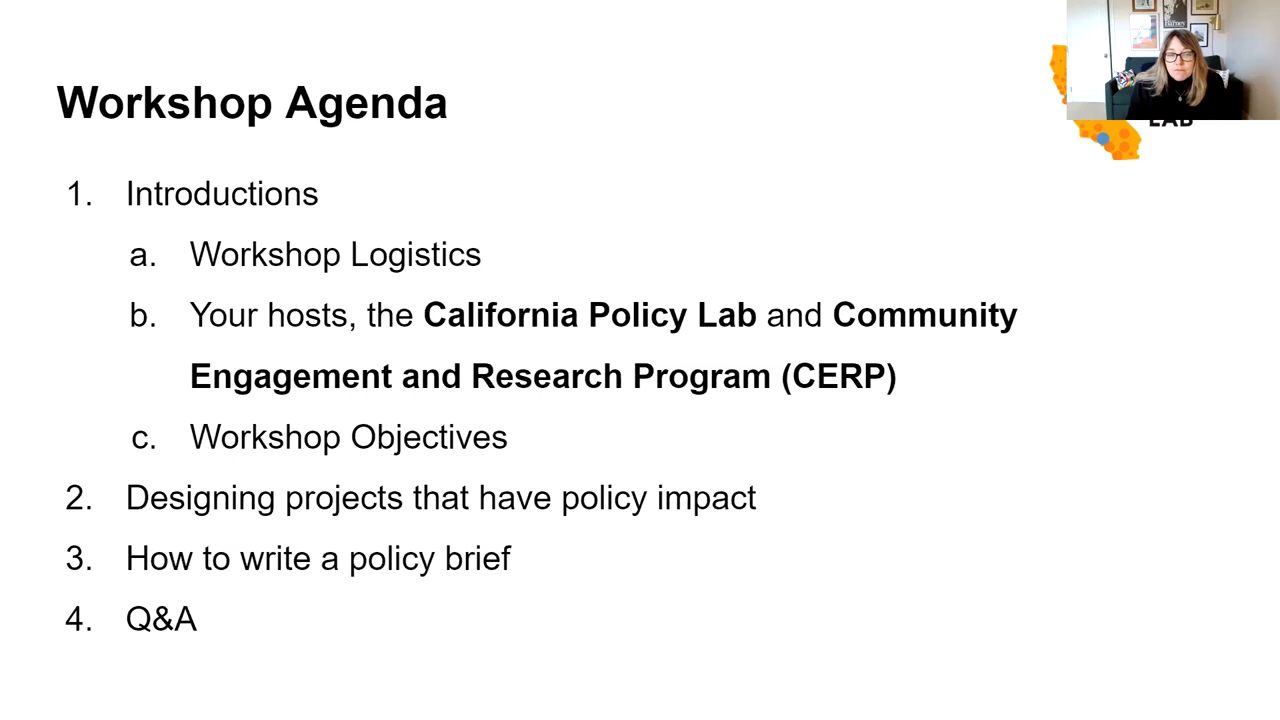 Workshop Agenda
1. Introductions
a. Workshop Logistics
b. Your hosts, the California Policy Lab and Community
Engagement and Research Program (CERP)
c. Workshop Objectives
2. Designing projects that have policy impact
3. How to write a policy brief
4. Q&A
LAB